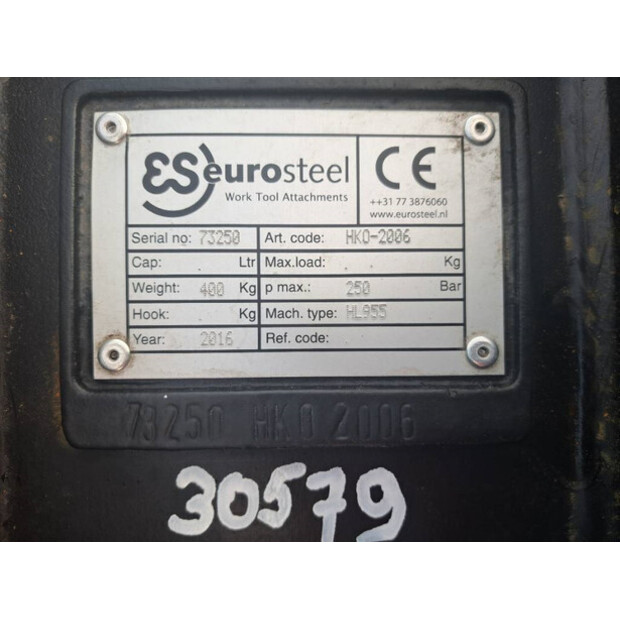 ES eurosteel
Work Tool Attachments
CE
++31 77 3876060
www.eurosteel.nl
Serial no: 73250 Art. code: HKO-2006
Cap: Ltr Max.load: Kg
Weight: 400 Kg p max.: 250 Bar
Hook: Kg Mach. type: HL955
Year: 2016 Ref. code:
73250 HKO 2006
30579